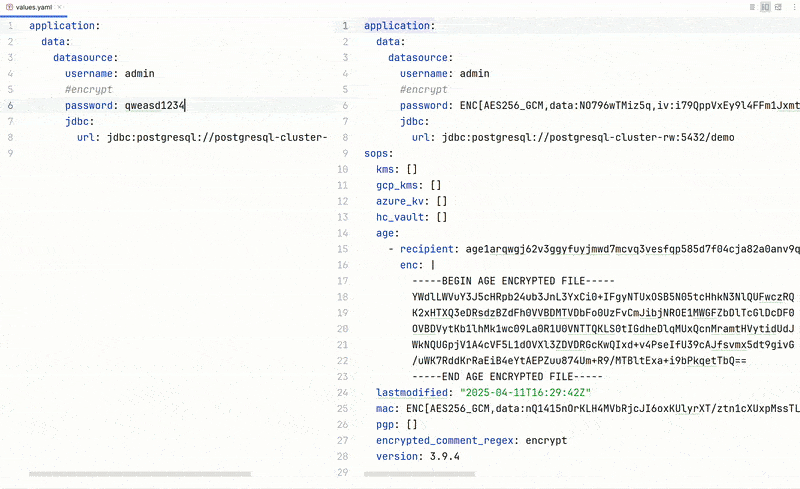 values.yaml
1 application:
2 data:
3 datasource:
4 username: admin
5 #encrypt
6 password: qweasd1234
7 jdbc:
8 url: jdbc:postgresql://postgresql-cluster-
9
1 application:
2 data:
3 datasource:
4 username: admin
5 #encrypt
6 password: ENC[AES256_GCM,data:NO796wTMiz5q,iv:i79QppVxEy9l4FFm1Jxmt
7 jdbc:
8 url: jdbc:postgresql://postgresql-cluster-rw:5432/demo
9 sops:
10 kms: []
11 gcp_kms: []
12 azure_kv: []
13 hc_vault: []
14 age:
15 - recipient: age1arqwgj62v3ggyfuyjmwd7mcvq3vesfqp585d7f04cja82a0anv9q
16 enc: |
17 -----BEGIN AGE ENCRYPTED FILE-----
18 YWdlLWVuY3J5cHRpb24ub3JnL3YxCi0+IFgyNTUxOSB5N05tcHhkN3NlQUFwczRQ
19 K2xHTXQ3eDRsdzBZdFh0VVBDMTVDbFo0UzFvCmJibjNROE1MWGFZbDlTcGlDcDF0
20 OVBDVytKb1lhMk1wc09La0R1U0VNTTQKLS0tIGdheDlqMUxQcnMramtHVytidUdJ
21 WkNQUGpjV1A4cVF5L1dOVXl3ZDVDRGcKwQIxd+v4PseIfU39cAJfsvmx5dt9givG
22 /uWK7RddKrRaEiB4eYtAEPZuu874Um+R9/MTBltExa+i9bPkqetTbQ==
23 -----END AGE ENCRYPTED FILE-----
24 lastmodified: "2025-04-11T16:29:42Z"
25 mac: ENC[AES256_GCM,data:nQ1415nOrKLH4MVbRjcJI6oxKUlyrXT/ztn1cXUxpMssTL
26 pgp: []
27 encrypted_comment_regex: encrypt
28 version: 3.9.4
29